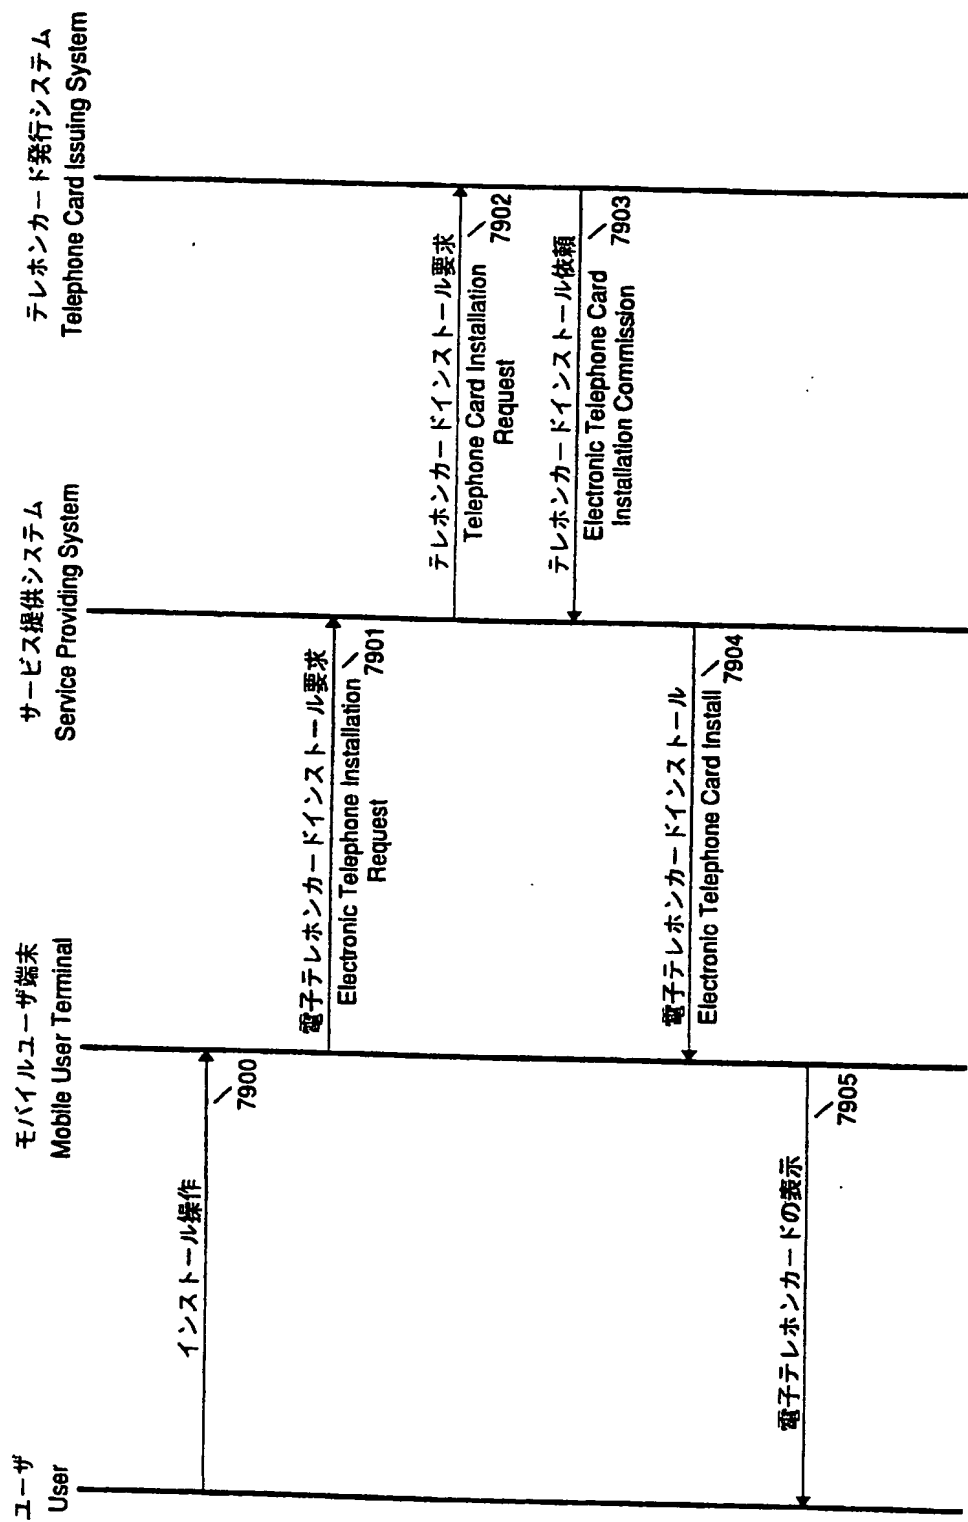 ユーザ
User
モバイルユーザ端末
Mobile User Terminal
サービス提供システム
Service Providing System
テレホンカード発行システム
Telephone Card Issuing System
インストール操作
7900
電子テレホンカードインストール要求
Electronic Telephone Installation
Request
7901
テレホンカードインストール要求
Telephone Card Installation
Request
7902
テレホンカードインストール依頼
Electronic Telephone Card
Installation Commission
7903
電子テレホンカードインストール
Electronic Telephone Card Install
7904
電子テレホンカードの表示
7905